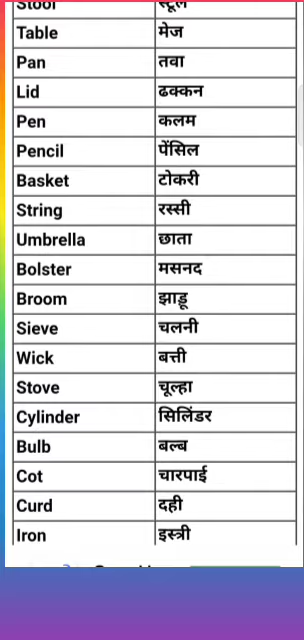 Stool स्टूल
Table मेज
Pan तवा
Lid ढक्कन
Pen कलम
Pencil पेंसिल
Basket टोकरी
String रस्सी
Umbrella छाता
Bolster मसनद
Broom झाड़ू
Sieve चलनी
Wick बत्ती
Stove चूल्हा
Cylinder सिलिंडर
Bulb बल्ब
Cot चारपाई
Curd दही
Iron इस्त्री